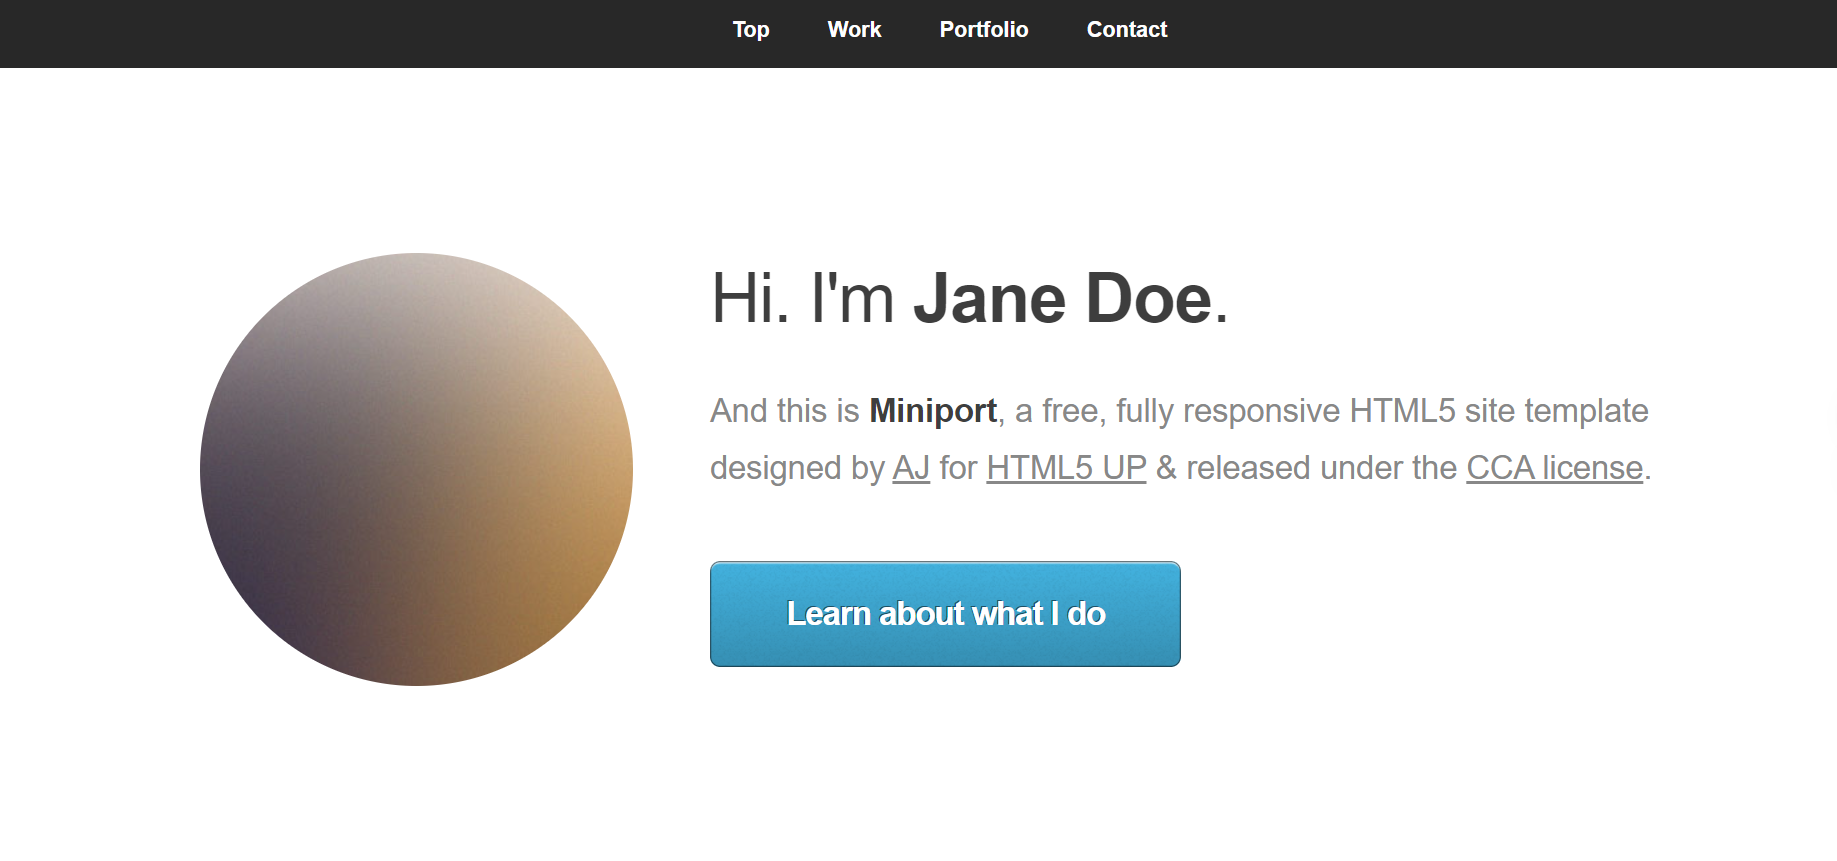 Top Work Portfolio Contact
Hi. I'm Jane Doe.
And this is Miniport, a free, fully responsive HTML5 site template
designed by AJ for HTML5 UP & released under the CCA license.
Learn about what I do